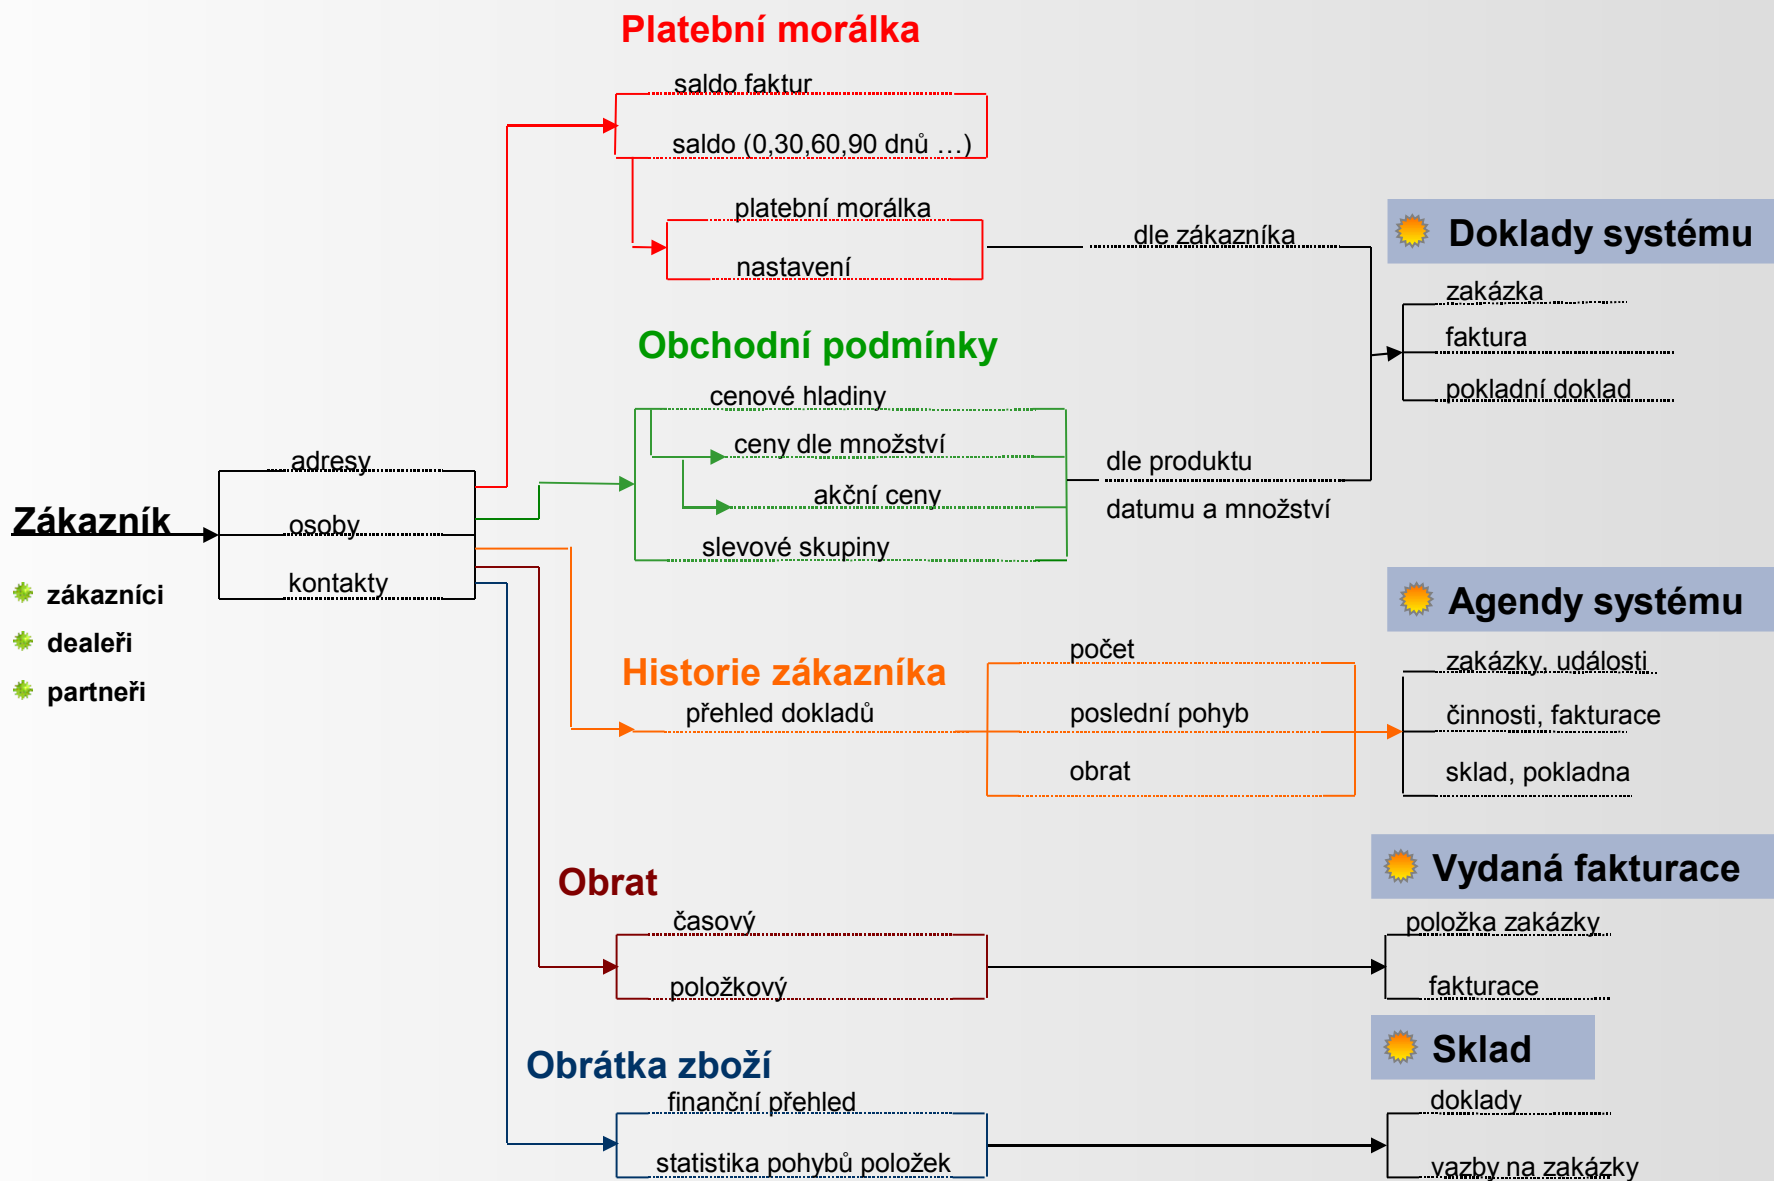 Platební morálka
saldo faktur
saldo (0,30,60,90 dnů …)
platební morálka
nastavení
dle zákazníka
Doklady systému
zakázka
faktura
pokladní doklad
Obchodní podmínky
cenové hladiny
ceny dle množství
akční ceny
slevové skupiny
dle produktu
datumu a množství
Zákazník
adresy
osoby
kontakty
zákazníci
dealeři
partneři
Historie zákazníka
přehled dokladů
počet
poslední pohyb
obrat
Agendy systému
zakázky, události
činnosti, fakturace
sklad, pokladna
Obrat
časový
položkový
Vydaná fakturace
položka zakázky
fakturace
Obrátka zboží
finanční přehled
statistika pohybů položek
Sklad
doklady
vazby na zakázky